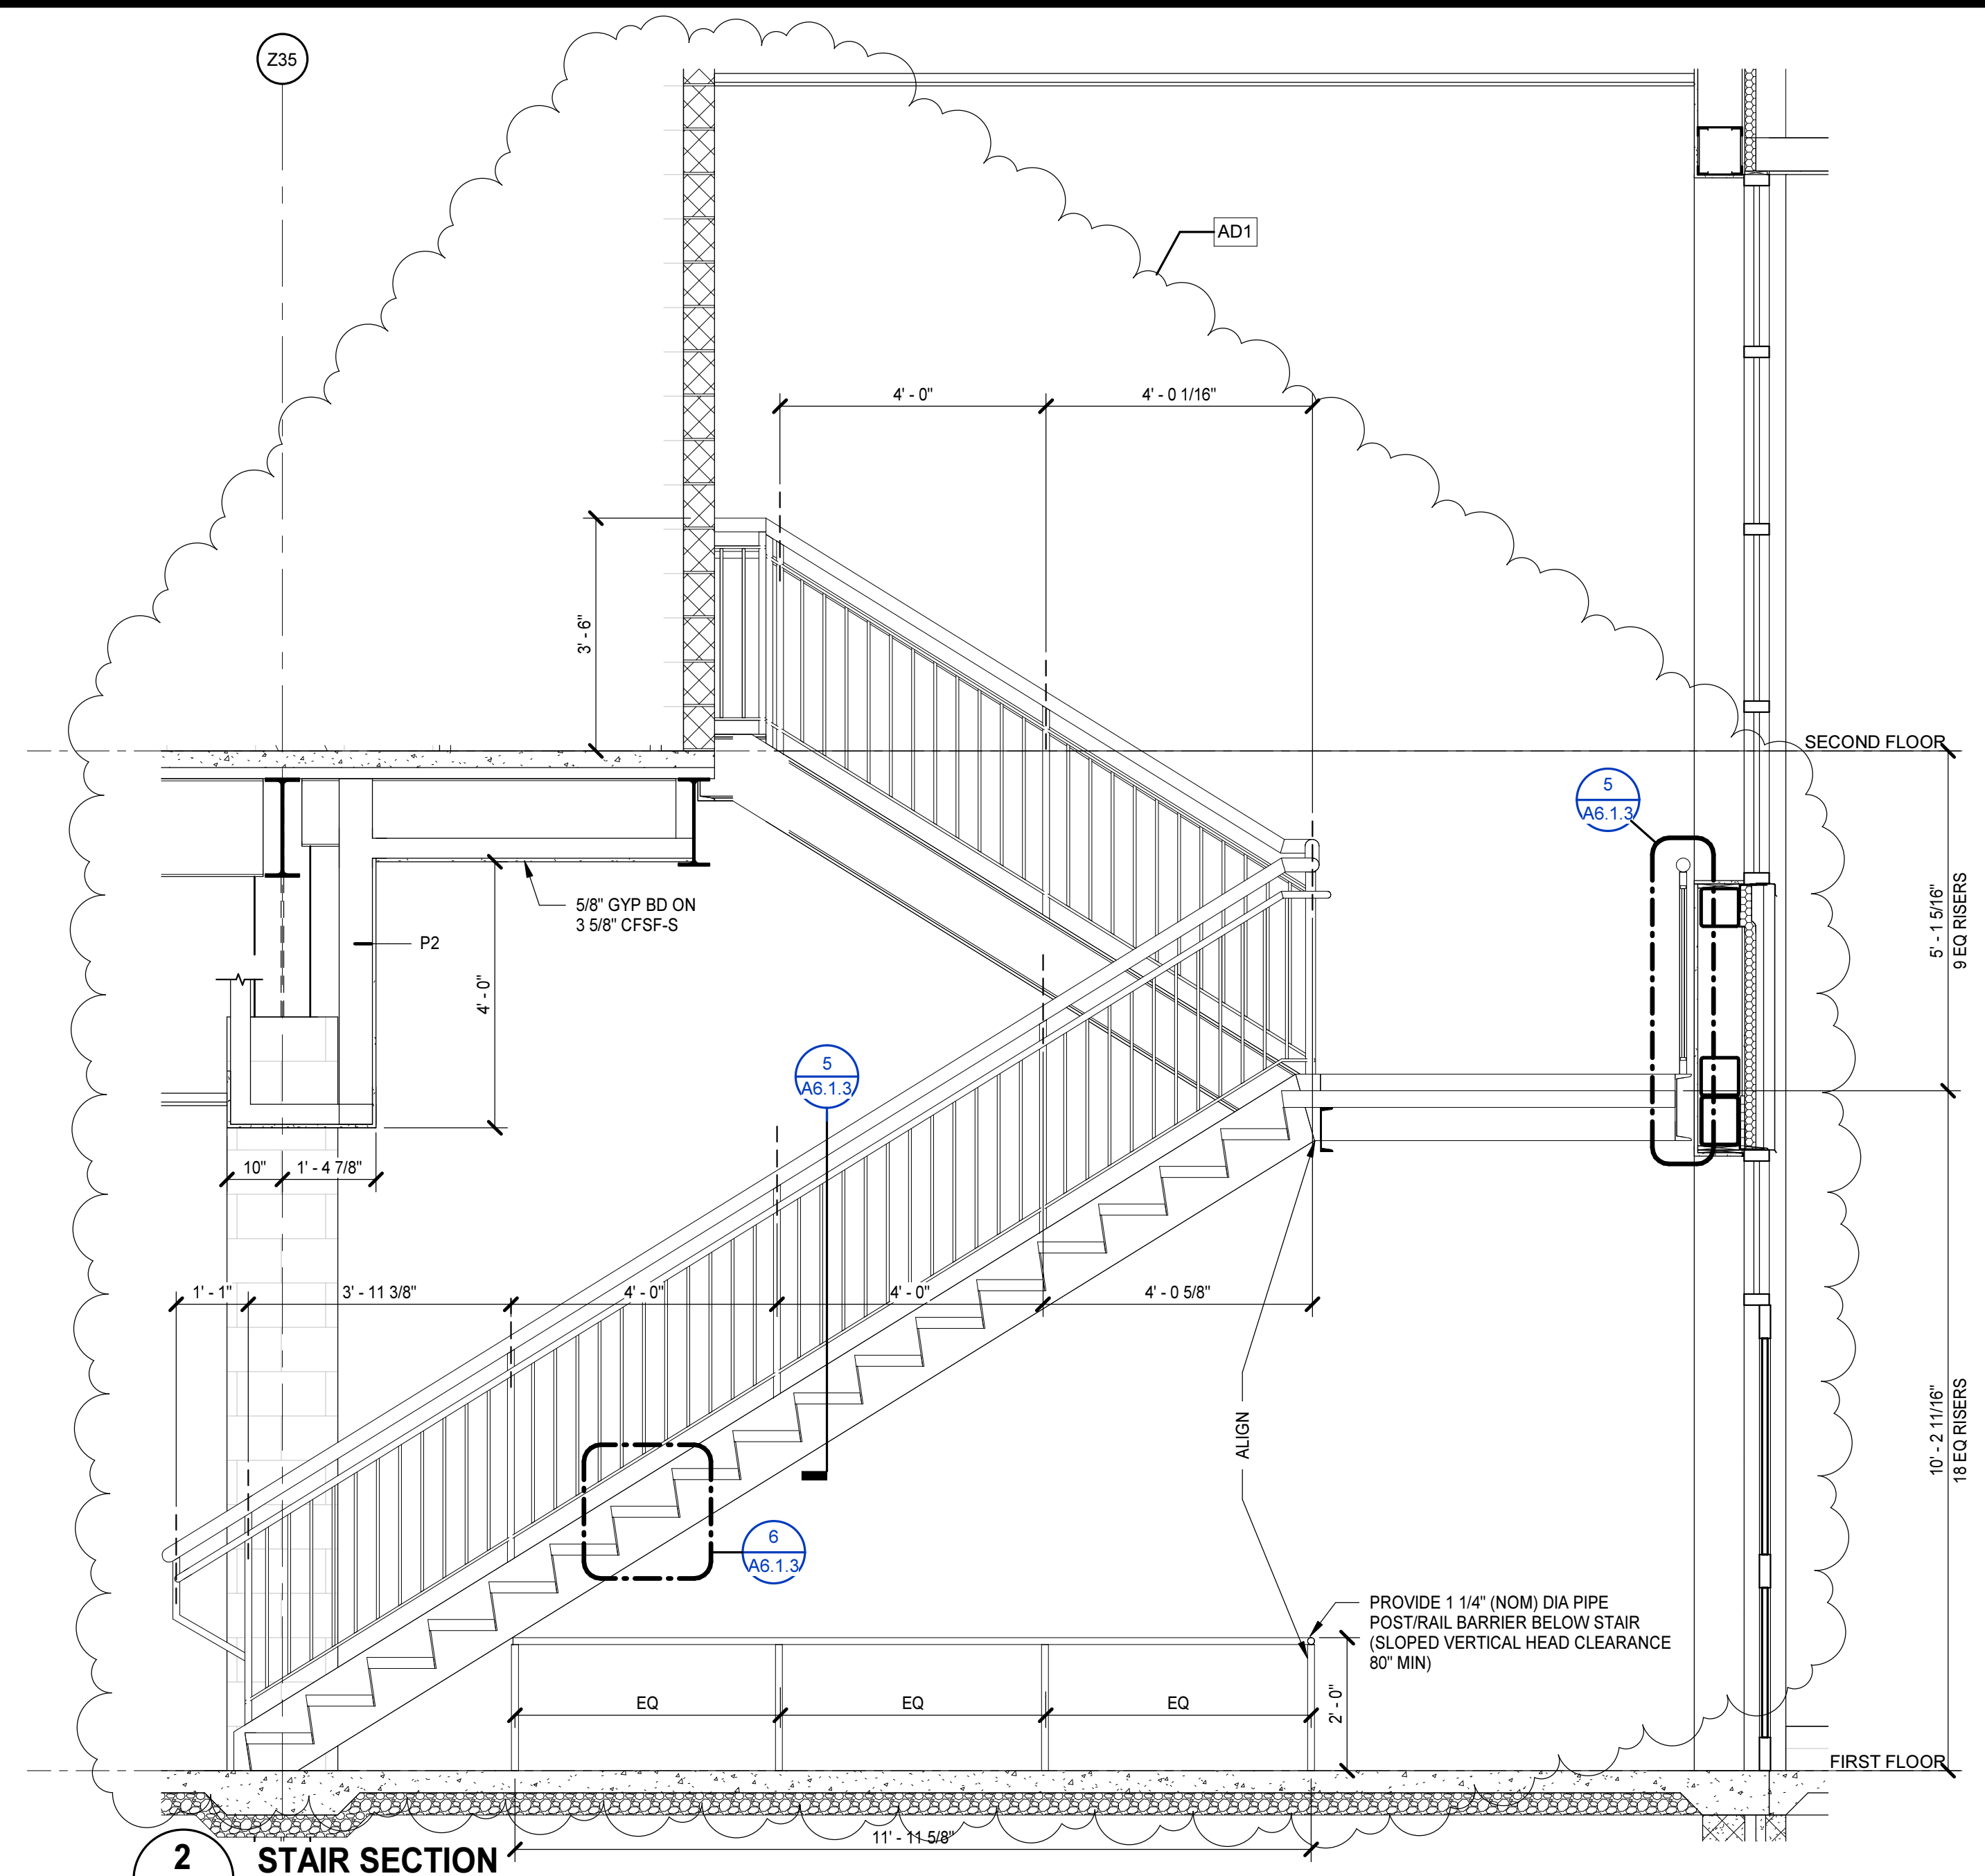 Z35
AD1
4' - 0"
4' - 0 1/16"
3' - 6"
SECOND FLOOR
5
A6.1.3
5/8" GYP BD ON
3 5/8" CFSF-S
P2
4' - 0"
5' - 1 5/16"
9 EQ RISERS
5
A6.1.3
10"
1' - 4 7/8"
1' - 1"
3' - 11 3/8"
4' - 0"
4' - 0"
4' - 0 5/8"
ALIGN
10' - 2 11/16"
18 EQ RISERS
6
A6.1.3
PROVIDE 1 1/4" (NOM) DIA PIPE
POST/RAIL BARRIER BELOW STAIR
(SLOPED VERTICAL HEAD CLEARANCE
80" MIN)
EQ
EQ
EQ
2' - 0"
FIRST FLOOR
11' - 11 5/8"
2
STAIR SECTION